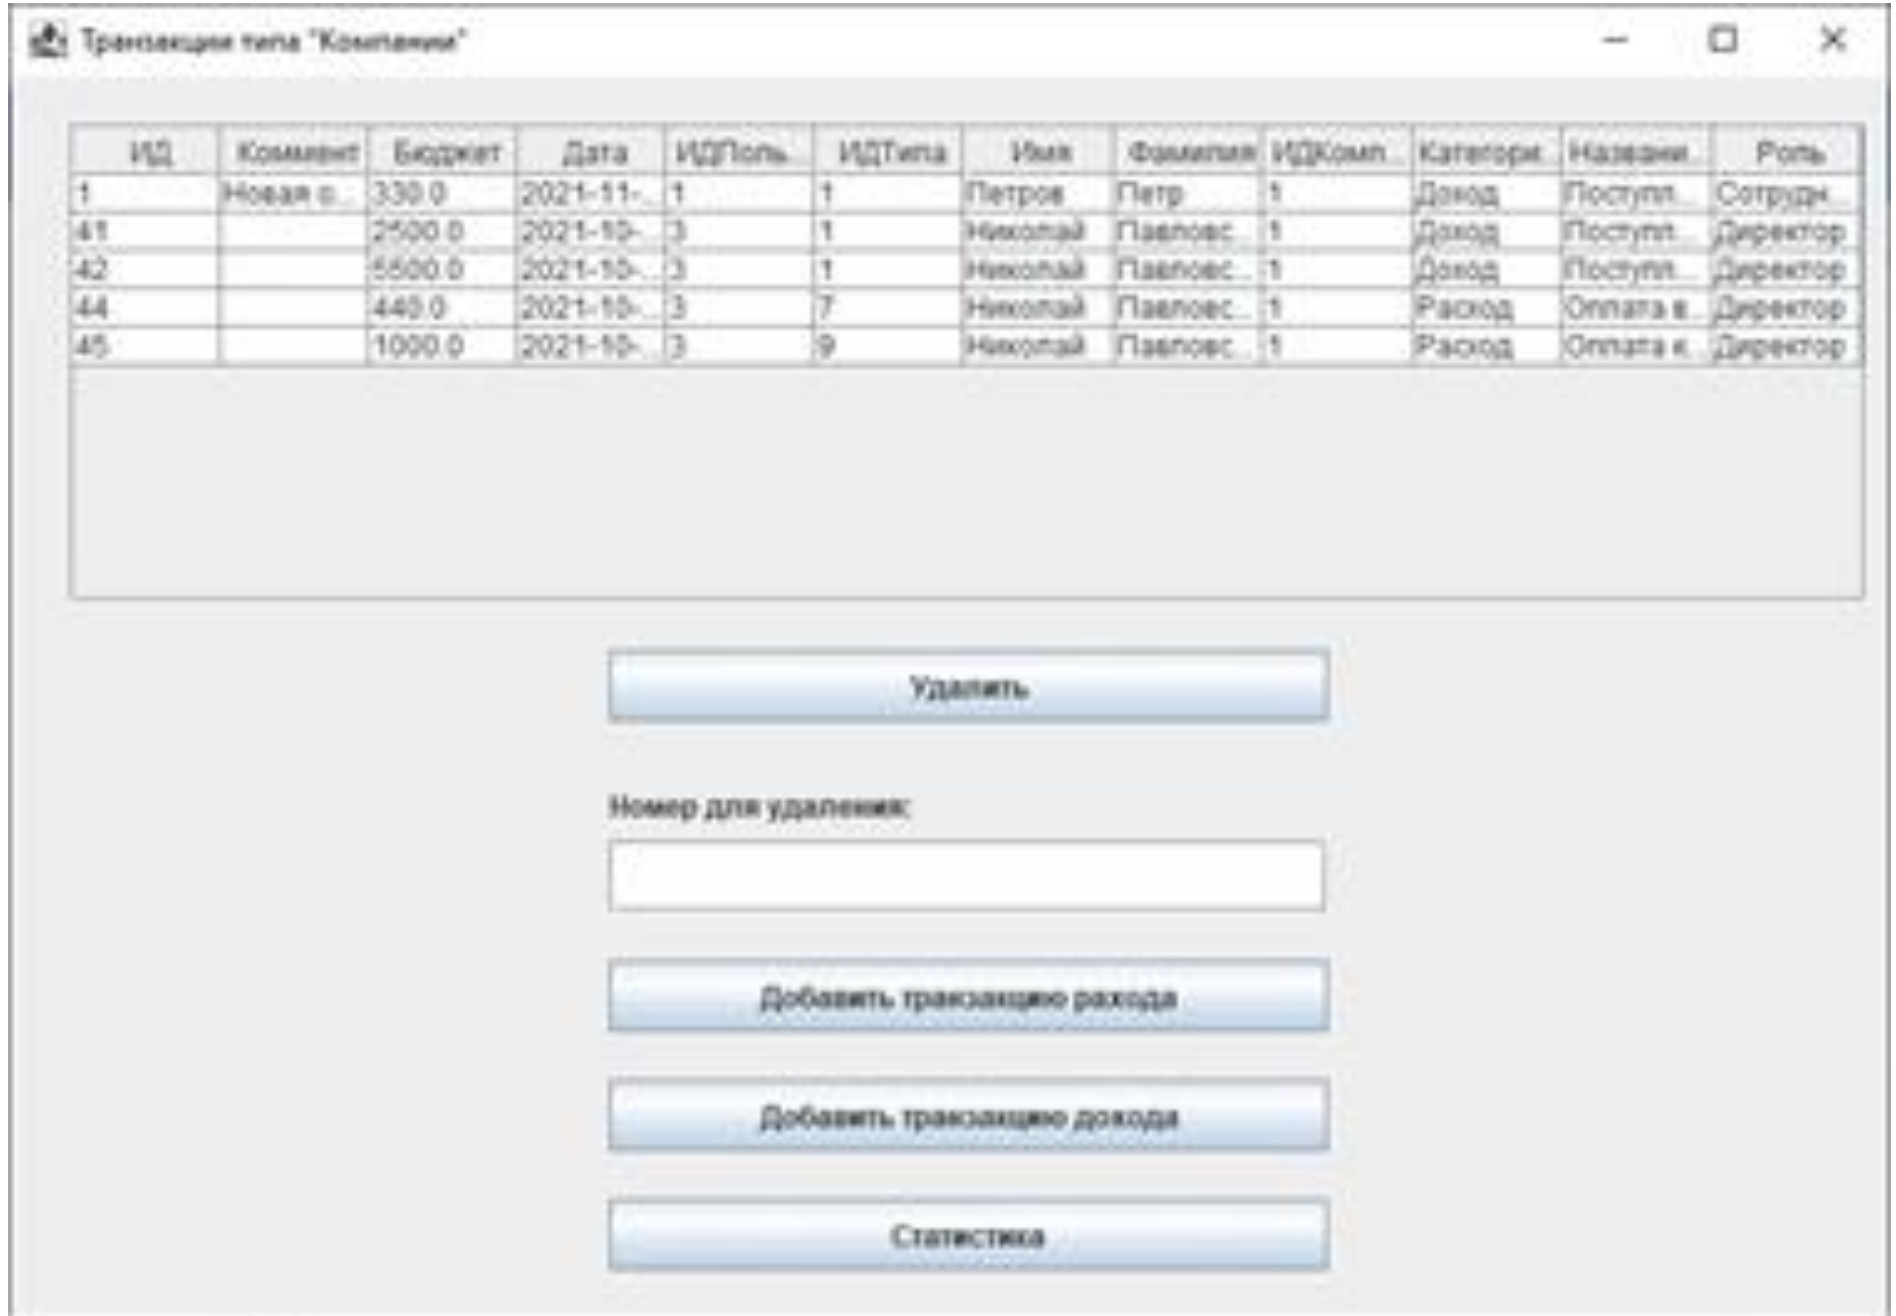 Транзакции типа "Компании"
ИД Коммент Бюджет Дата ИДПоль... ИДТипа Имя Фамилия ИДКомп... Категори... Названи... Роль
1 Новая о... 330.0 2021-11-... 1 1 Петров Петр 1 Доход Поступл... Сотрудн...
41 2500.0 2021-10-... 3 1 Николай Павловс... 1 Доход Поступл... Директор
42 5500.0 2021-10-... 3 1 Николай Павловс... 1 Доход Поступл... Директор
44 440.0 2021-10-... 3 7 Николай Павловс... 1 Расход Оплата в... Директор
45 1000.0 2021-10-... 3 9 Николай Павловс... 1 Расход Оплата к... Директор
Удалить
Номер для удаления:
Добавить транзакцию рахода
Добавить транзакцию дохода
Статистика